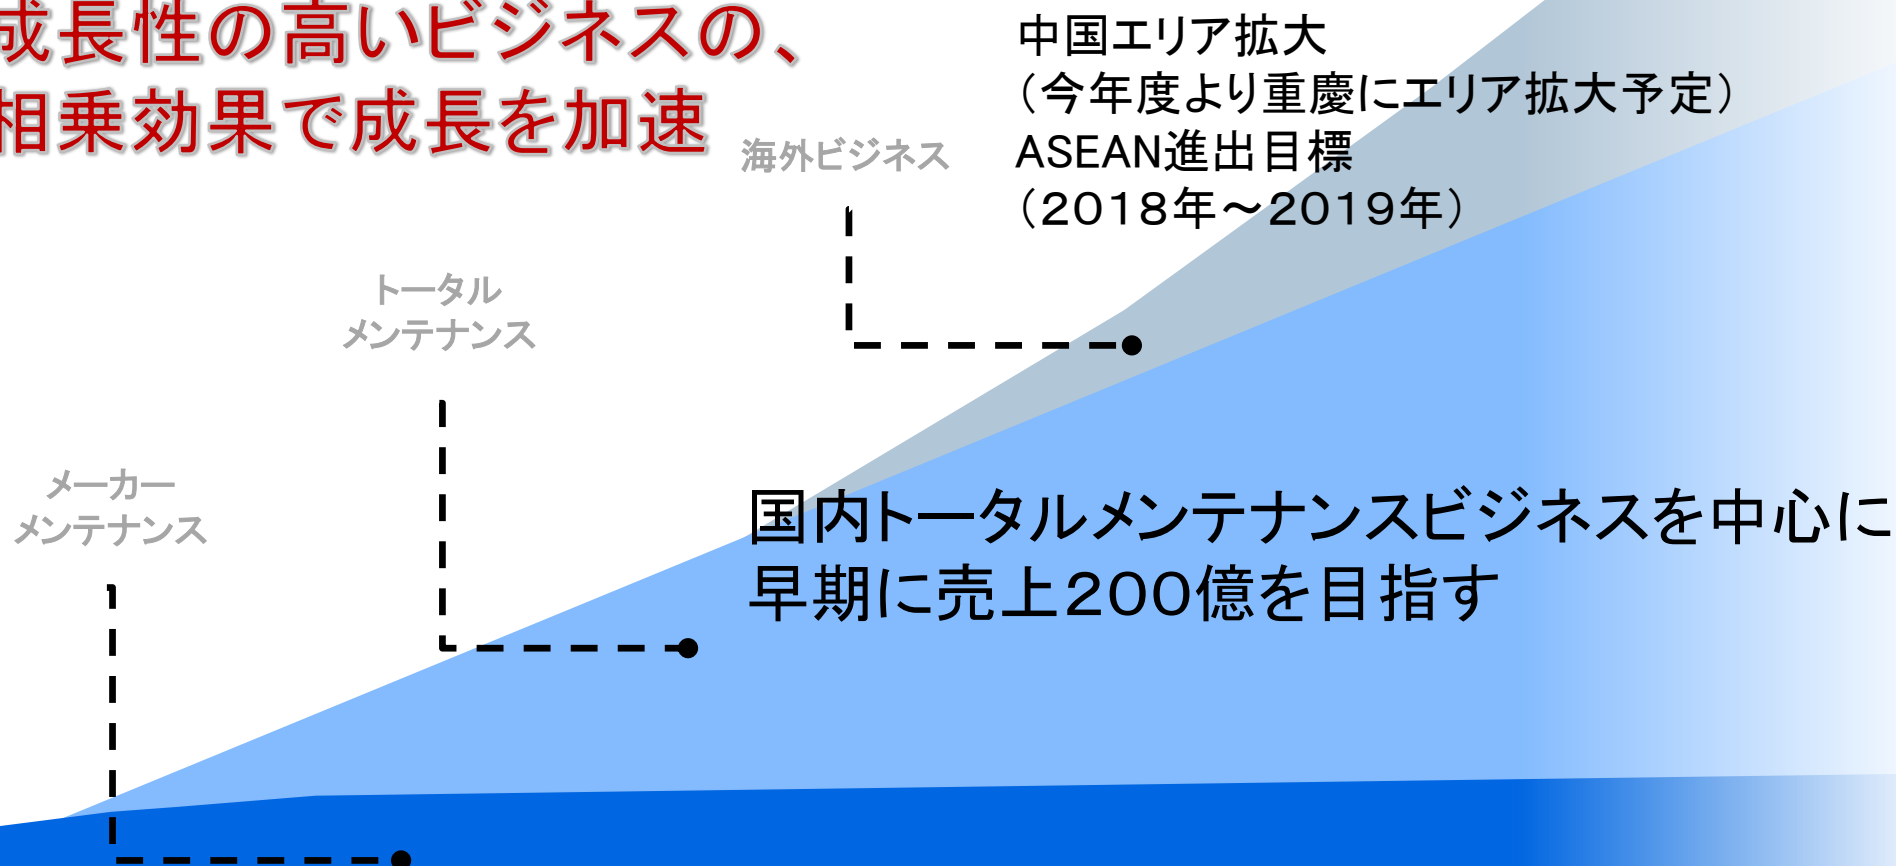 成長性の高いビジネスの、
相乗効果で成長を加速
中国エリア拡大
（今年度より重慶にエリア拡大予定）
ASEAN進出目標
（２０１８年～２０１９年）
海外ビジネス
トータル
メンテナンス
メーカー
メンテナンス
国内トータルメンテナンスビジネスを中心に
早期に売上２００億を目指す